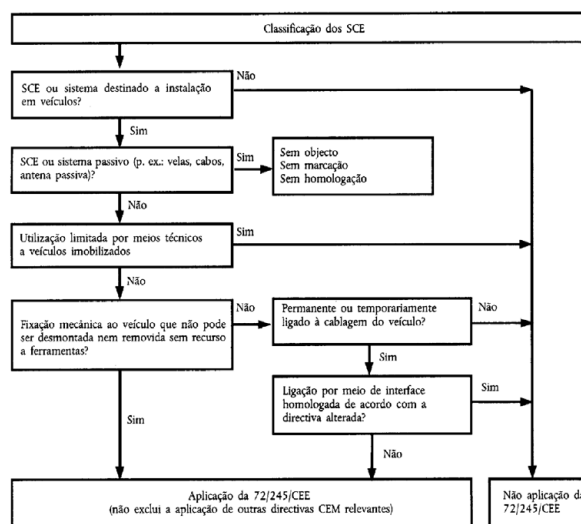 Classificação dos SCE
SCE ou sistema destinado a instalação
em veículos?
Não
Sim
SCE ou sistema passivo (p. ex.: velas, cabos,
antena passiva)?
Sim
Sem objecto
Sem marcação
Sem homologação
Não
Utilização limitada por meios técnicos
a veículos imobilizados
Sim
Não
Fixação mecânica ao veículo que não pode
ser desmontada nem removida sem recurso
a ferramentas?
Não
Permanente ou temporariamente
ligado à cablagem do veículo?
Não
Sim
Ligação por meio de interface
homologada de acordo com a
directiva alterada?
Sim
Sim
Não
Aplicação da 72/245/CEE
(não exclui a aplicação de outras directivas CEM relevantes)
Não aplicação da
72/245/CEE